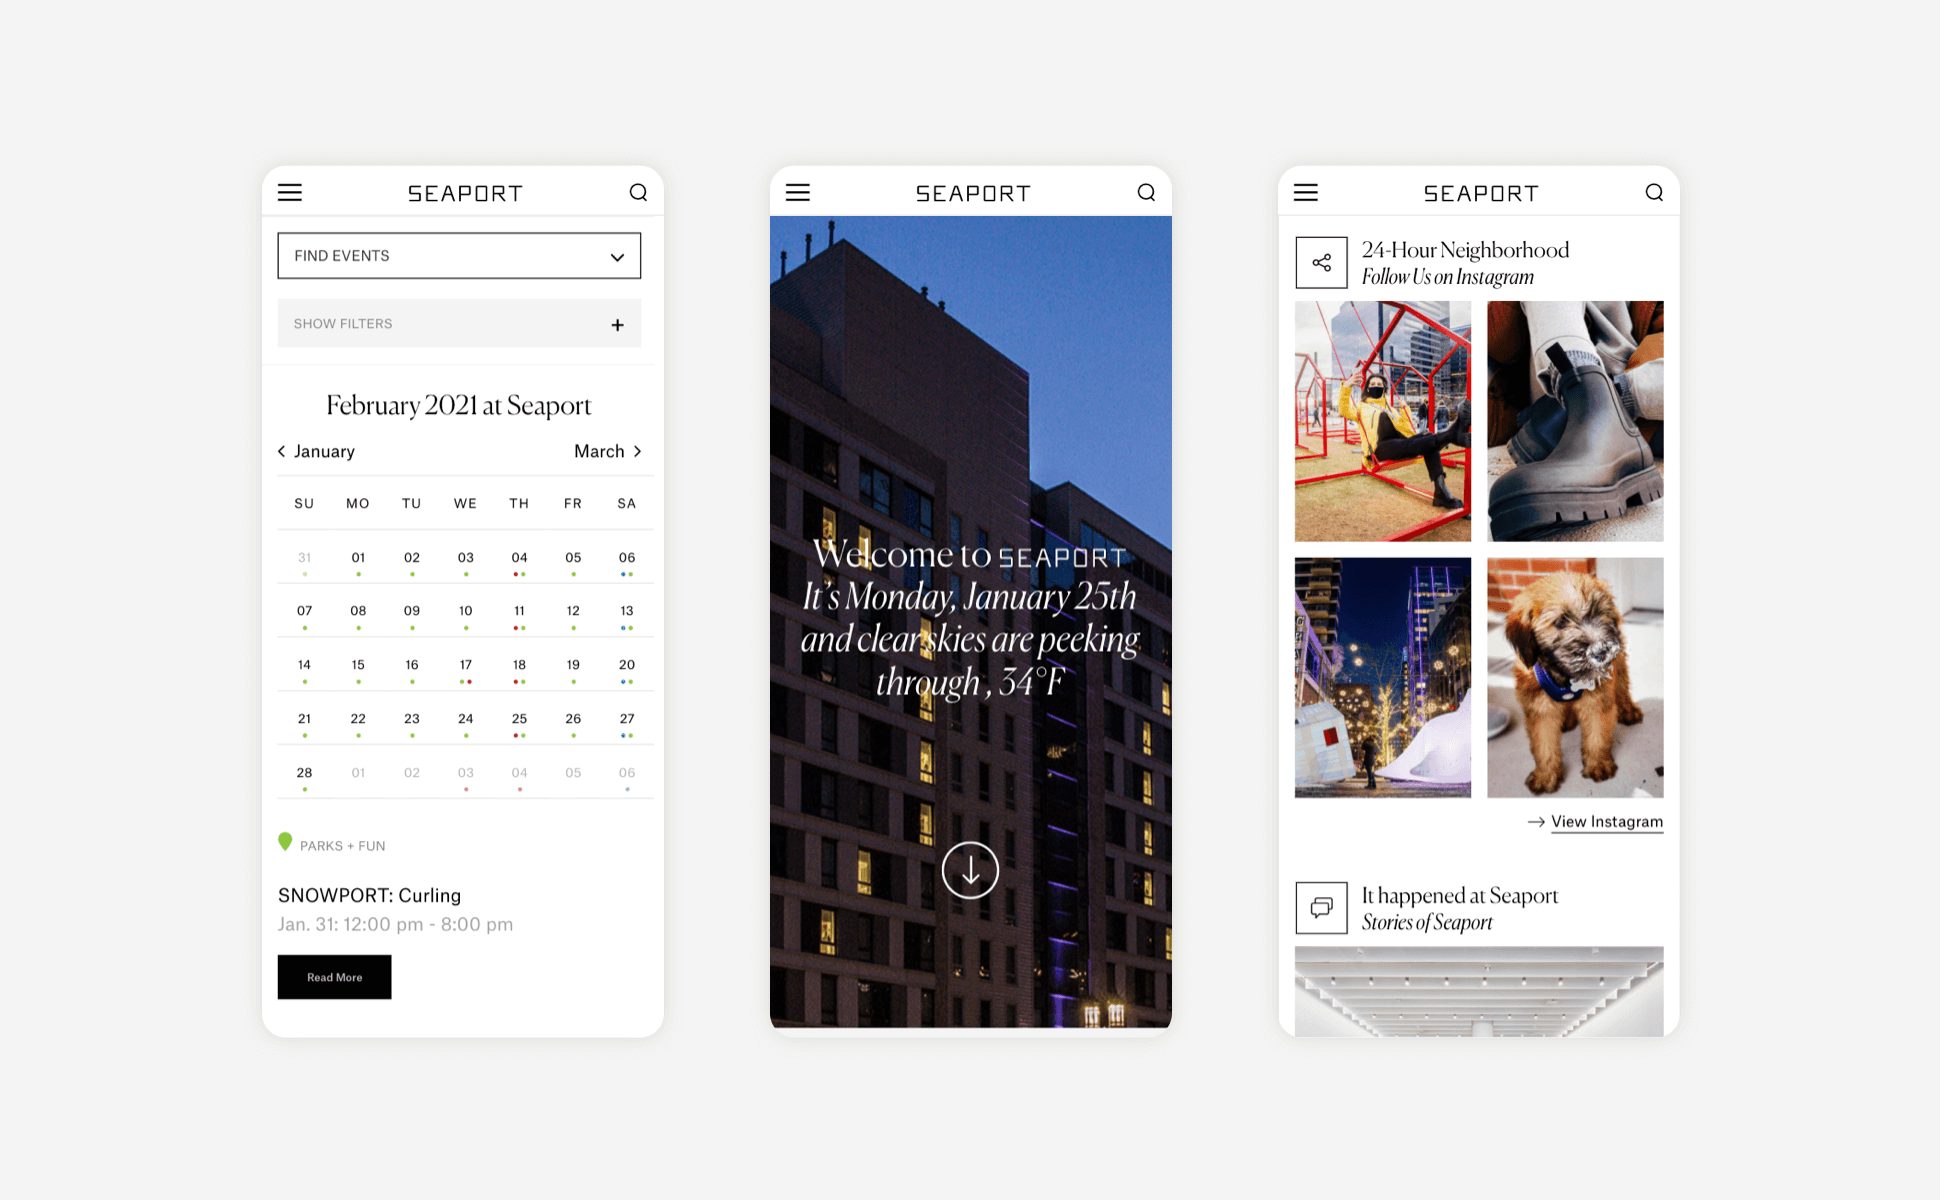 SEAPORT
FIND EVENTS
SHOW FILTERS
February 2021 at Seaport
January March
SU MO TU WE TH FR SA
31 01 02 03 04 05 06
07 08 09 10 11 12 13
14 15 16 17 18 19 20
21 22 23 24 25 26 27
28 01 02 03 04 05 06
PARKS + FUN
SNOWPORT: Curling
Jan. 31: 12:00 pm - 8:00 pm
Read More
SEAPORT
Welcome to SEAPORT
It's Monday, January 25th
and clear skies are peeking
through , 34°F
SEAPORT
24-Hour Neighborhood
Follow Us on Instagram
View Instagram
It happened at Seaport
Stories of Seaport